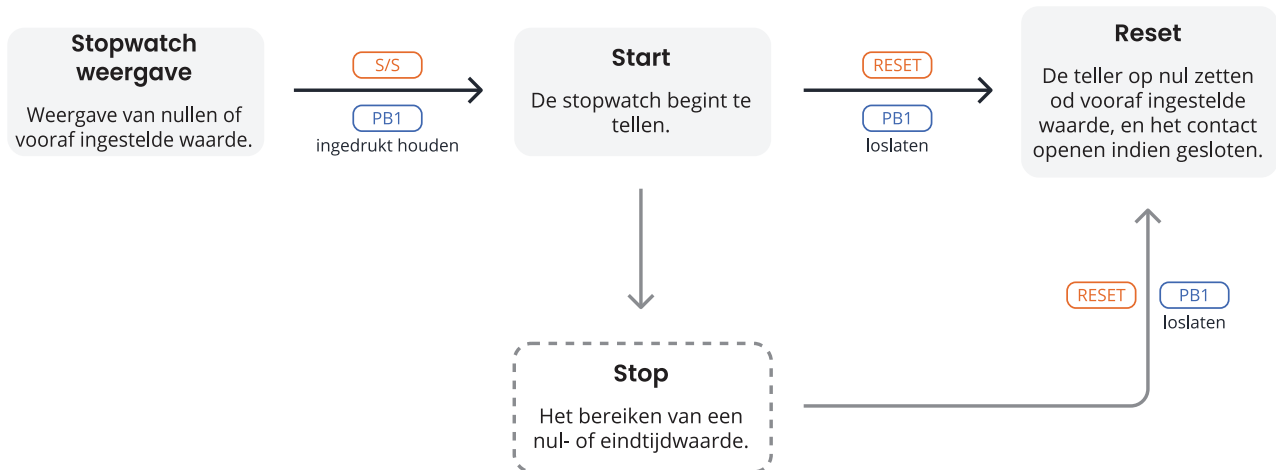 Stopwatch
weergave
Weergave van nullen of
vooraf ingestelde waarde.
S/S
PB1
ingedrukt houden
Start
De stopwatch begint te
tellen.
RESET
PB1
loslaten
Reset
De teller op nul zetten
od vooraf ingestelde
waarde, en het contact
openen indien gesloten.
RESET
PB1
loslaten
Stop
Het bereiken van een
nul- of eindtijdwaarde.